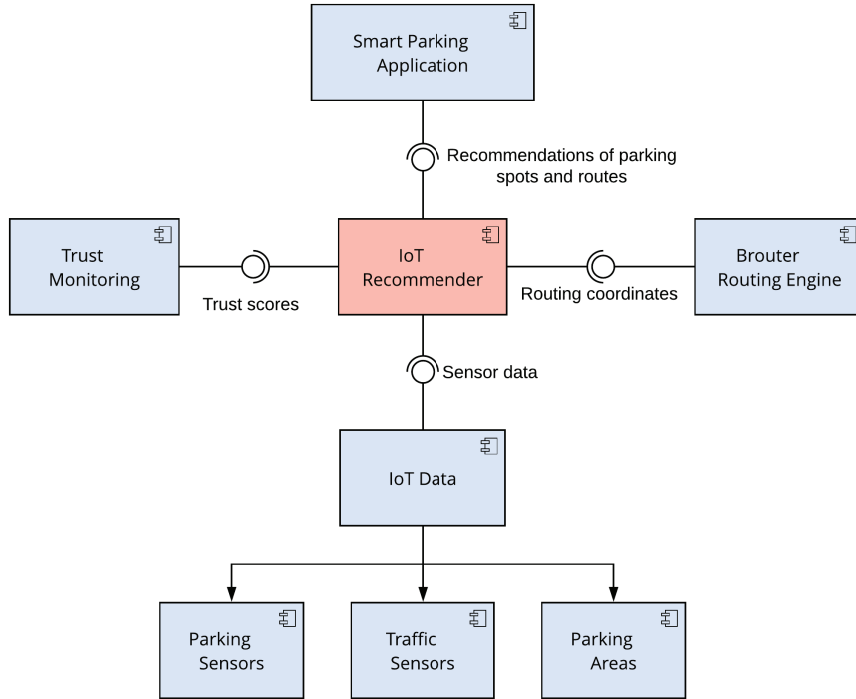 Smart Parking
Application
Recommendations of parking
spots and routes
Trust
Monitoring
IoT
Recommender
Brouter
Routing Engine
Trust scores
Routing coordinates
Sensor data
IoT Data
Parking
Sensors
Traffic
Sensors
Parking
Areas